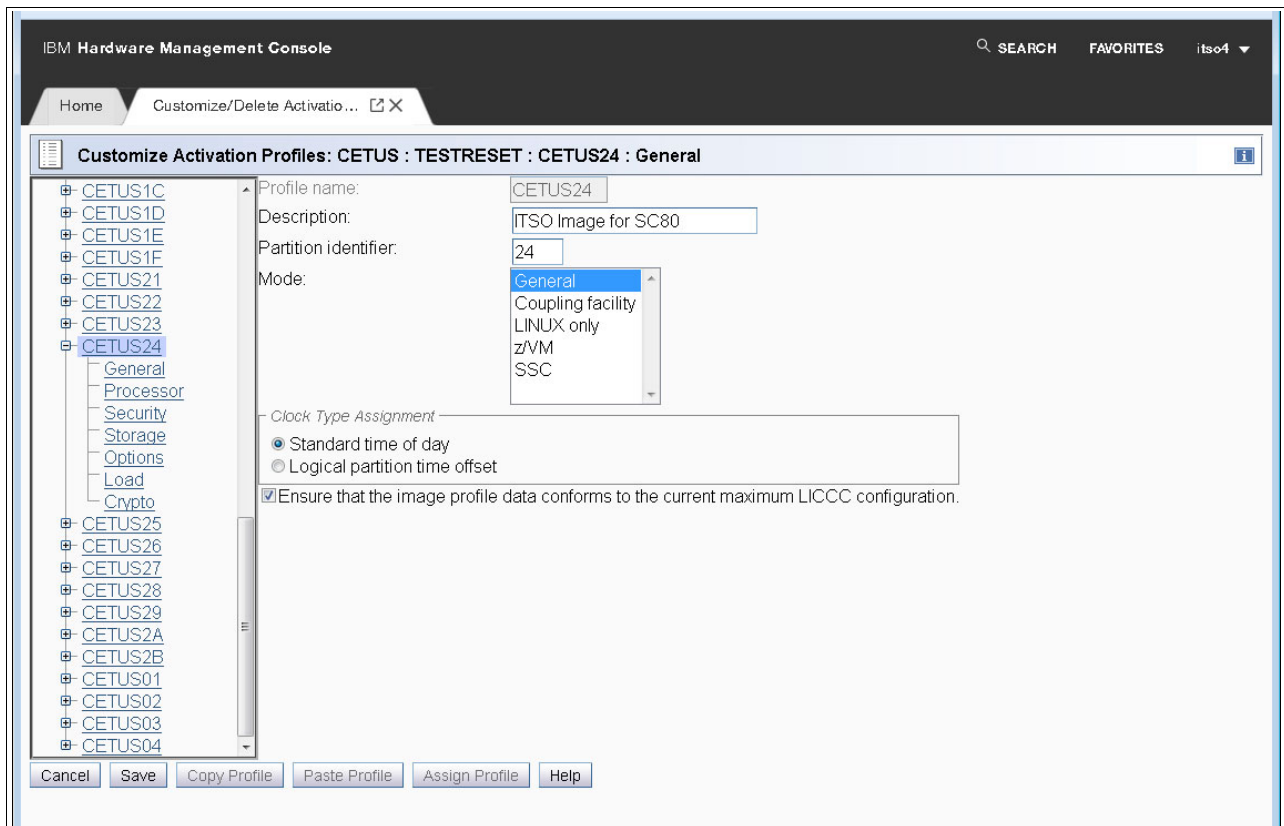 IBM Hardware Management Console
SEARCH FAVORITES itso4
Home
Customize/Delete Activatio...
Customize Activation Profiles: CETUS : TESTRESET : CETUS24 : General
CETUS1C
CETUS1D
CETUS1E
CETUS1F
CETUS21
CETUS22
CETUS23
CETUS24
General
Processor
Security
Storage
Options
Load
Crypto
CETUS25
CETUS26
CETUS27
CETUS28
CETUS29
CETUS2A
CETUS2B
CETUS01
CETUS02
CETUS03
CETUS04
Profile name: CETUS24
Description: ITSO Image for SC80
Partition identifier: 24
Mode: General
Coupling facility
LINUX only
z/VM
SSC
Clock Type Assignment
Standard time of day
Logical partition time offset
Ensure that the image profile data conforms to the current maximum LICCC configuration.
Cancel Save Copy Profile Paste Profile Assign Profile Help